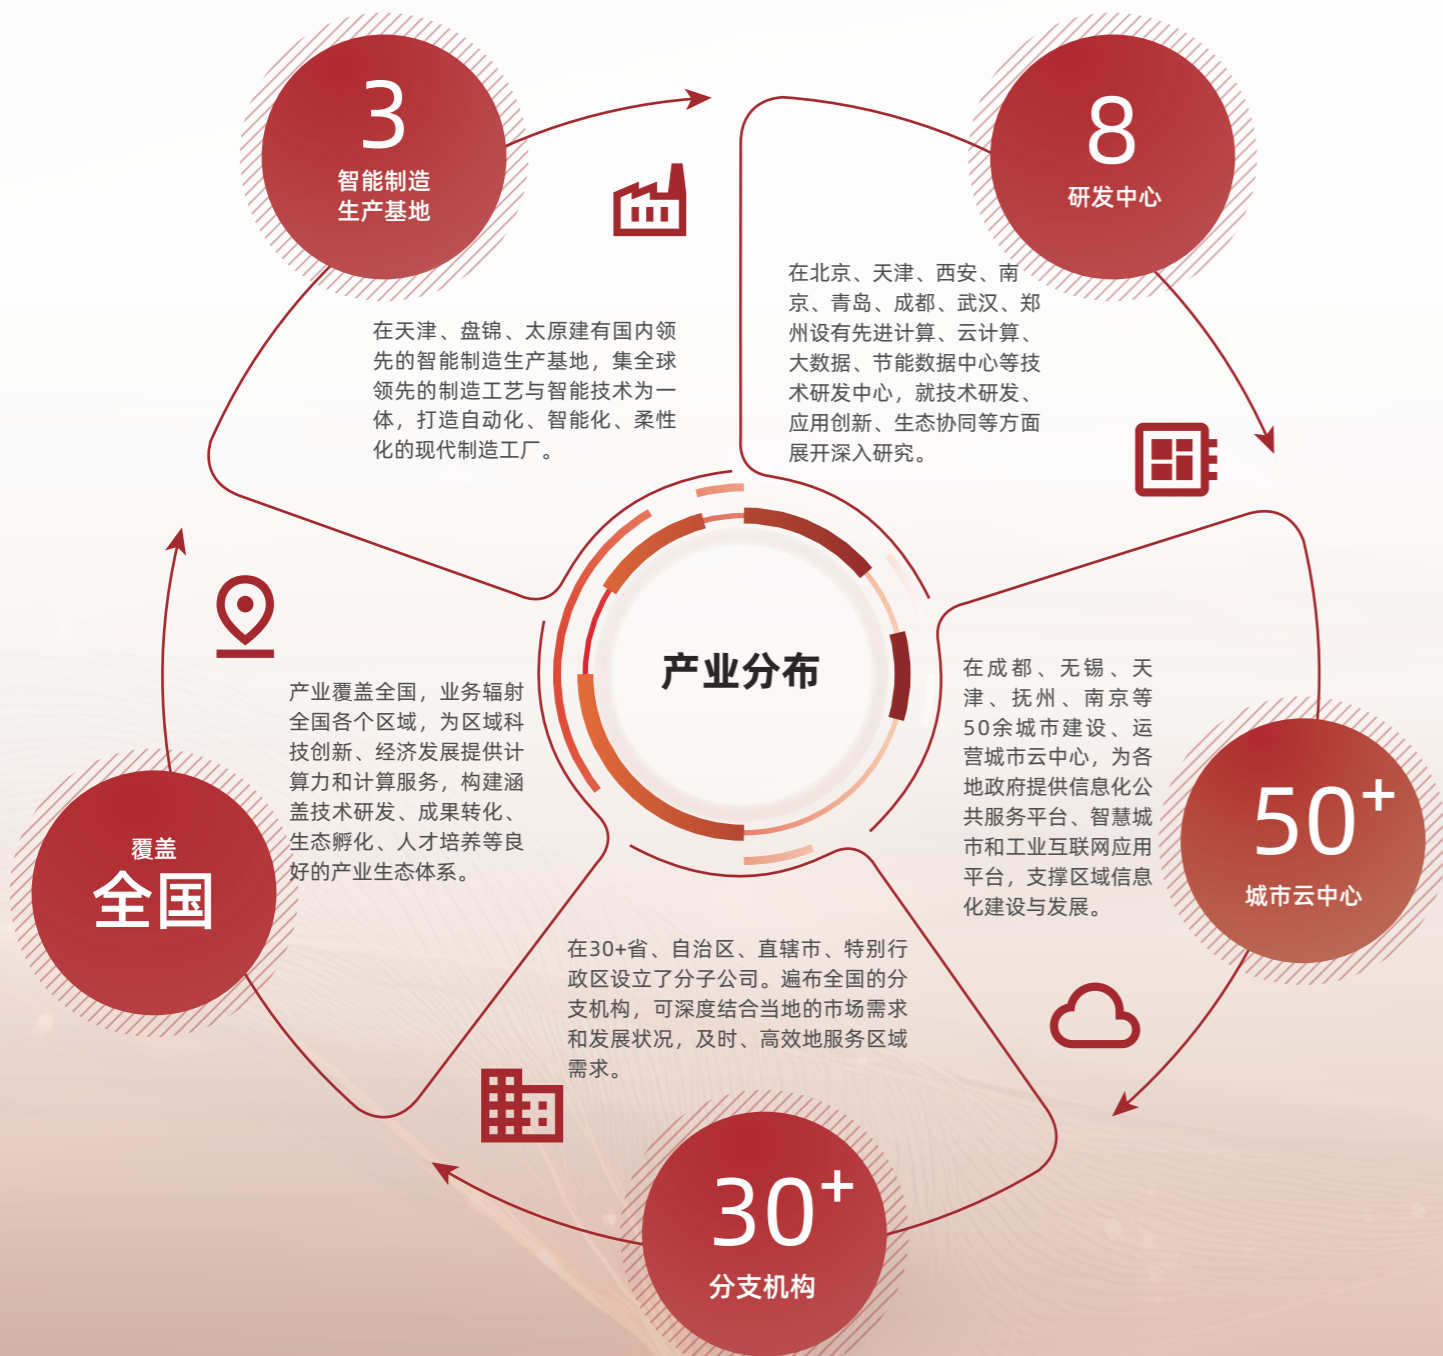 3
智能制造
生产基地
在天津、盘锦、太原建有国内领
先的智能制造生产基地，集全球
领先的制造工艺与智能技术为一
体，打造自动化、智能化、柔性
化的现代制造工厂。
8
研发中心
在北京、天津、西安、南
京、青岛、成都、武汉、郑
州设有先进计算、云计算、
大数据、节能数据中心等技
术研发中心，就技术研发、
应用创新、生态协同等方面
展开深入研究。
产业分布
50+
城市云中心
在成都、无锡、天
津、抚州、南京等
50余城市建设、运
营城市云中心，为各
地政府提供信息化公
共服务平台、智慧城
市和工业互联网应用
平台，支撑区域信息
化建设与发展。
30+
分支机构
在30+省、自治区、直辖市、特别行
政区设立了分子公司。遍布全国的分
支机构，可深度结合当地的市场需求
和发展状况，及时、高效地服务区域
需求。
覆盖
全国
产业覆盖全国，业务辐射
全国各个区域，为区域科
技创新、经济发展提供计
算力和计算服务，构建涵
盖技术研发、成果转化、
生态孵化、人才培养等良
好的产业生态体系。